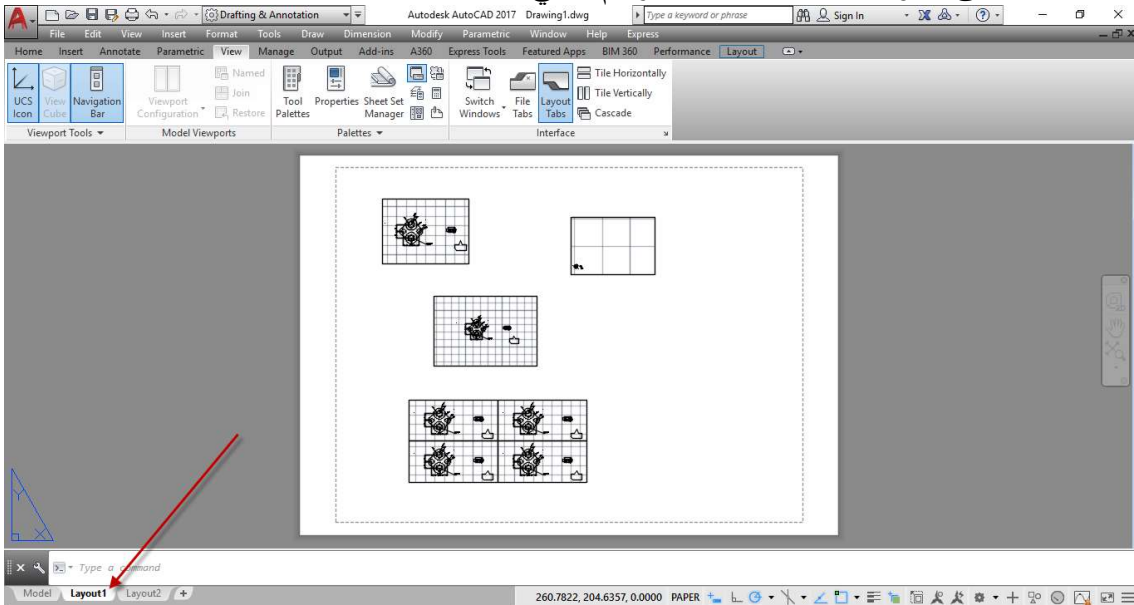 Drafting & Annotation
Autodesk AutoCAD 2017 Drawing1.dwg
Type a keyword or phrase
Sign In
File Edit View Insert Format Tools Draw Dimension Modify Parametric Window Help Express
Home Insert Annotate Parametric View Manage Output Add-ins A360 Express Tools Featured Apps BIM 360 Performance Layout
UCS Icon
View Cube
Navigation Bar
Viewport Configuration
Named
Join
Restore
Tool Palettes
Properties
Sheet Set Manager
Switch Windows
File Tabs
Layout Tabs
Tile Horizontally
Tile Vertically
Cascade
Viewport Tools Model Viewports Palettes Interface
Y
X
Type a command
Model Layout1 Layout2 +
260.7822, 204.6357, 0.0000 PAPER